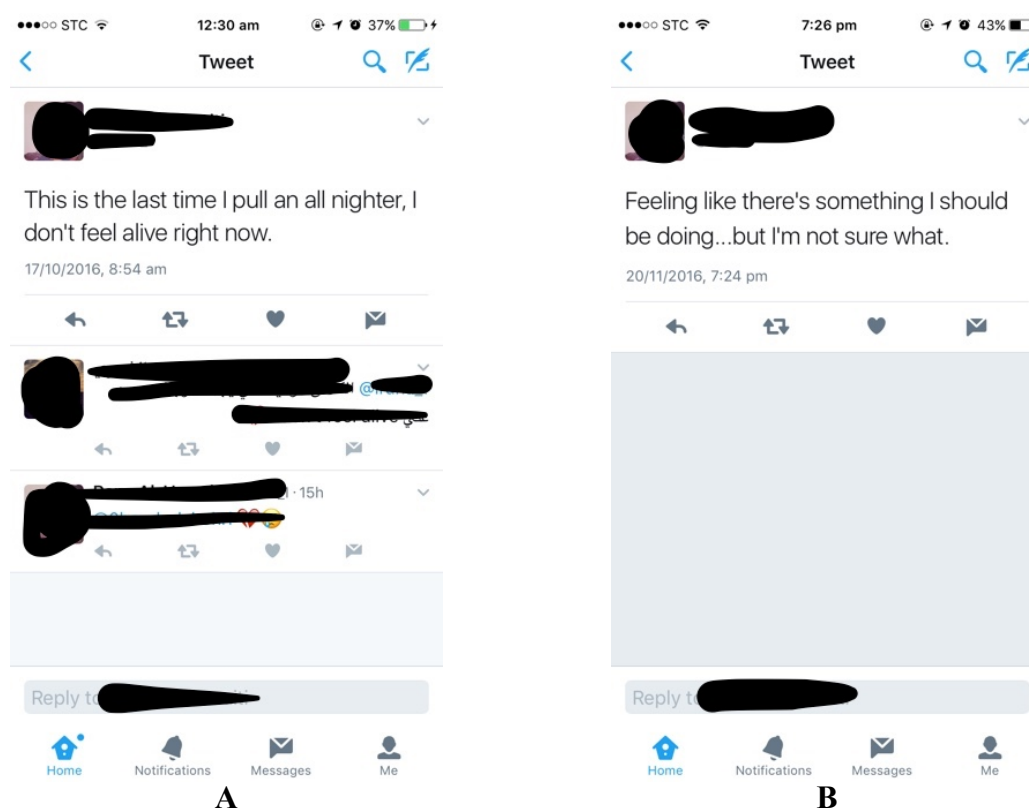 STC
12:30 am
37%
Tweet
This is the last time I pull an all nighter, I
don't feel alive right now.
17/10/2016, 8:54 am
· 15h
Reply to
Home
Notifications
Messages
Me
A
STC
7:26 pm
43%
Tweet
Feeling like there's something I should
be doing...but I'm not sure what.
20/11/2016, 7:24 pm
Reply
Home
Notifications
Messages
Me
B